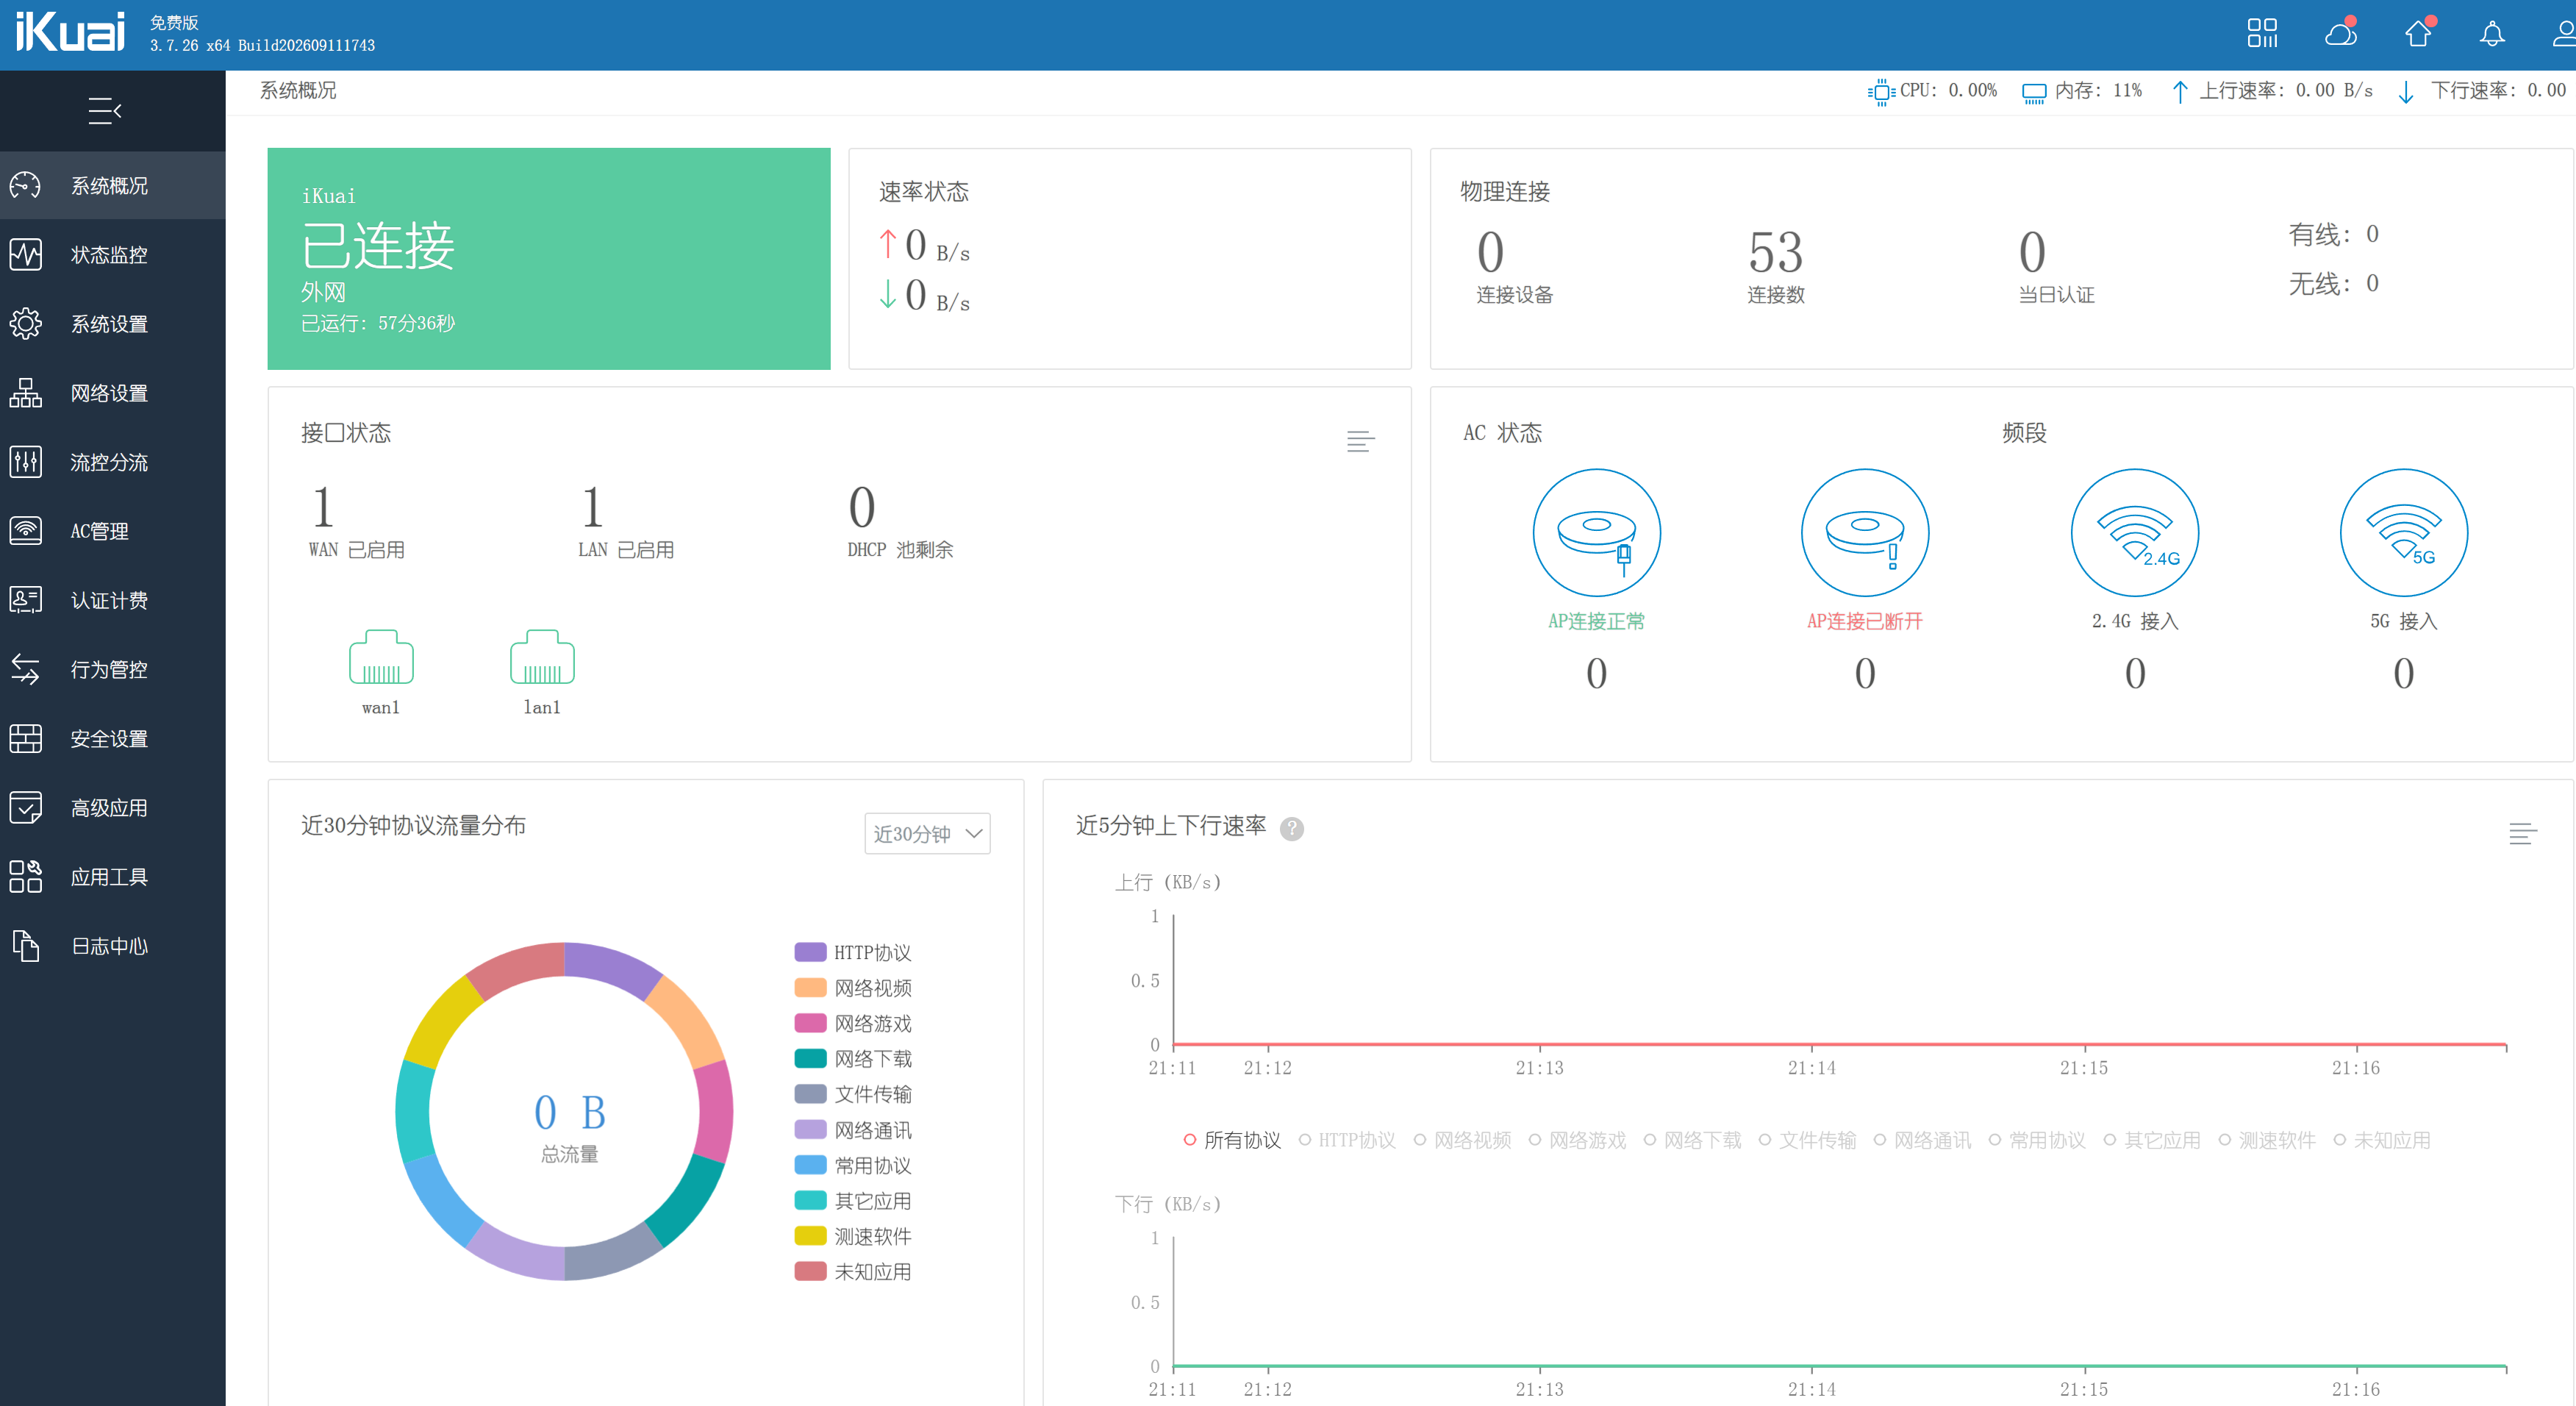 iKuai
免费版
3.7.26 x64 Build202609111743
系统概况
CPU: 0.00%
内存: 11%
上行速率: 0.00 B/s
下行速率: 0.00
系统概况
状态监控
系统设置
网络设置
流控分流
AC管理
认证计费
行为管控
安全设置
高级应用
应用工具
日志中心
iKuai
已连接
外网
已运行: 57分36秒
速率状态
0 B/s
0 B/s
物理连接
0
连接设备
53
连接数
0
当日认证
有线: 0
无线: 0
接口状态
1
WAN 已启用
1
LAN 已启用
0
DHCP 池剩余
wan1
lan1
AC 状态
频段
2.4G
5G
AP连接正常
AP连接已断开
2.4G 接入
5G 接入
0
0
0
0
近30分钟协议流量分布
近30分钟
0 B
总流量
HTTP协议
网络视频
网络游戏
网络下载
文件传输
网络通讯
常用协议
其它应用
测速软件
未知应用
近5分钟上下行速率 ?
上行 (KB/s)
1
0.5
0
21:11 21:12 21:13 21:14 21:15 21:16
所有协议 HTTP协议 网络视频 网络游戏 网络下载 文件传输 网络通讯 常用协议 其它应用 测速软件 未知应用
下行 (KB/s)
1
0.5
0
21:11 21:12 21:13 21:14 21:15 21:16